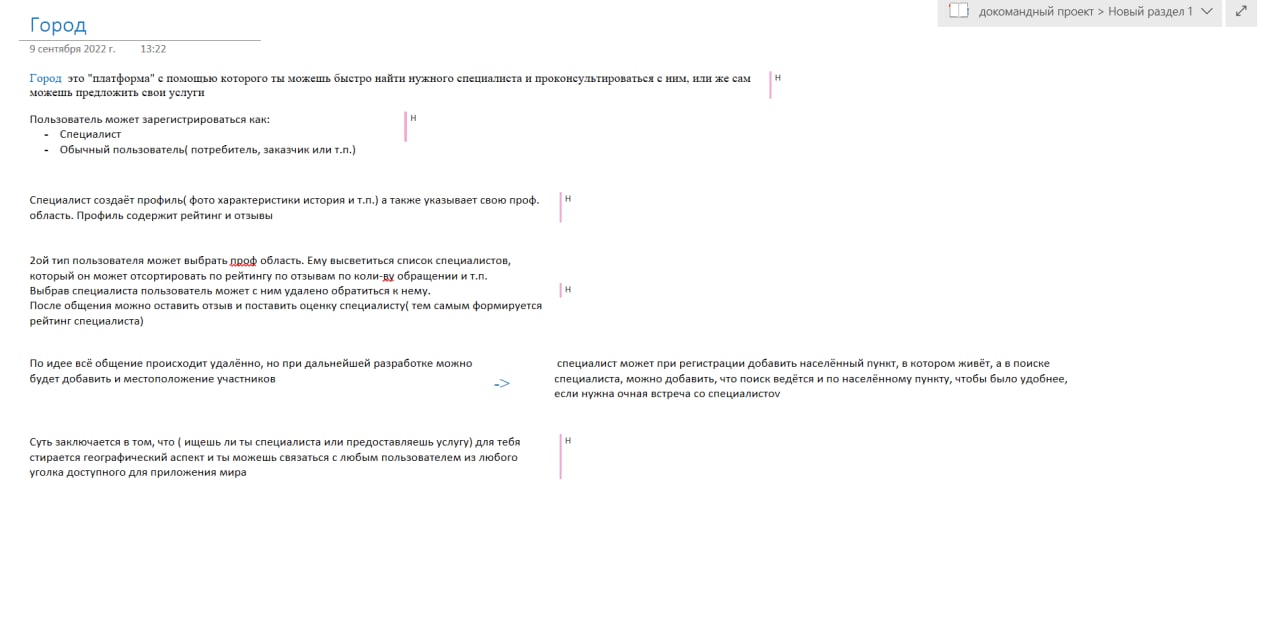 докомандный проект > Новый раздел 1
Город
9 сентября 2022 г. 13:22
Город это "платформа" с помощью которого ты можешь быстро найти нужного специалиста и проконсультироваться с ним, или же сам
можешь предложить свои услуги
Н
Пользователь может зарегистрироваться как:
- Специалист
- Обычный пользователь( потребитель, заказчик или т.п.)
Н
Специалист создаёт профиль( фото характеристики история и т.п.) а также указывает свою проф.
область. Профиль содержит рейтинг и отзывы
Н
2ой тип пользователя может выбрать проф область. Ему высветиться список специалистов,
который он может отсортировать по рейтингу по отзывам по коли-ву обращении и т.п.
Выбрав специалиста пользователь может с ним удалено обратиться к нему.
После общения можно оставить отзыв и поставить оценку специалисту( тем самым формируется
рейтинг специалиста)
Н
По идее всё общение происходит удалённо, но при дальнейшей разработке можно
будет добавить и местоположение участников
->
специалист может при регистрации добавить населённый пункт, в котором живёт, а в поиске
специалиста, можно добавить, что поиск ведётся и по населённому пункту, чтобы было удобнее,
если нужна очная встреча со специалистоv
Суть заключается в том, что ( ищешь ли ты специалиста или предоставляешь услугу) для тебя
стирается географический аспект и ты можешь связаться с любым пользователем из любого
уголка доступного для приложения мира
Н